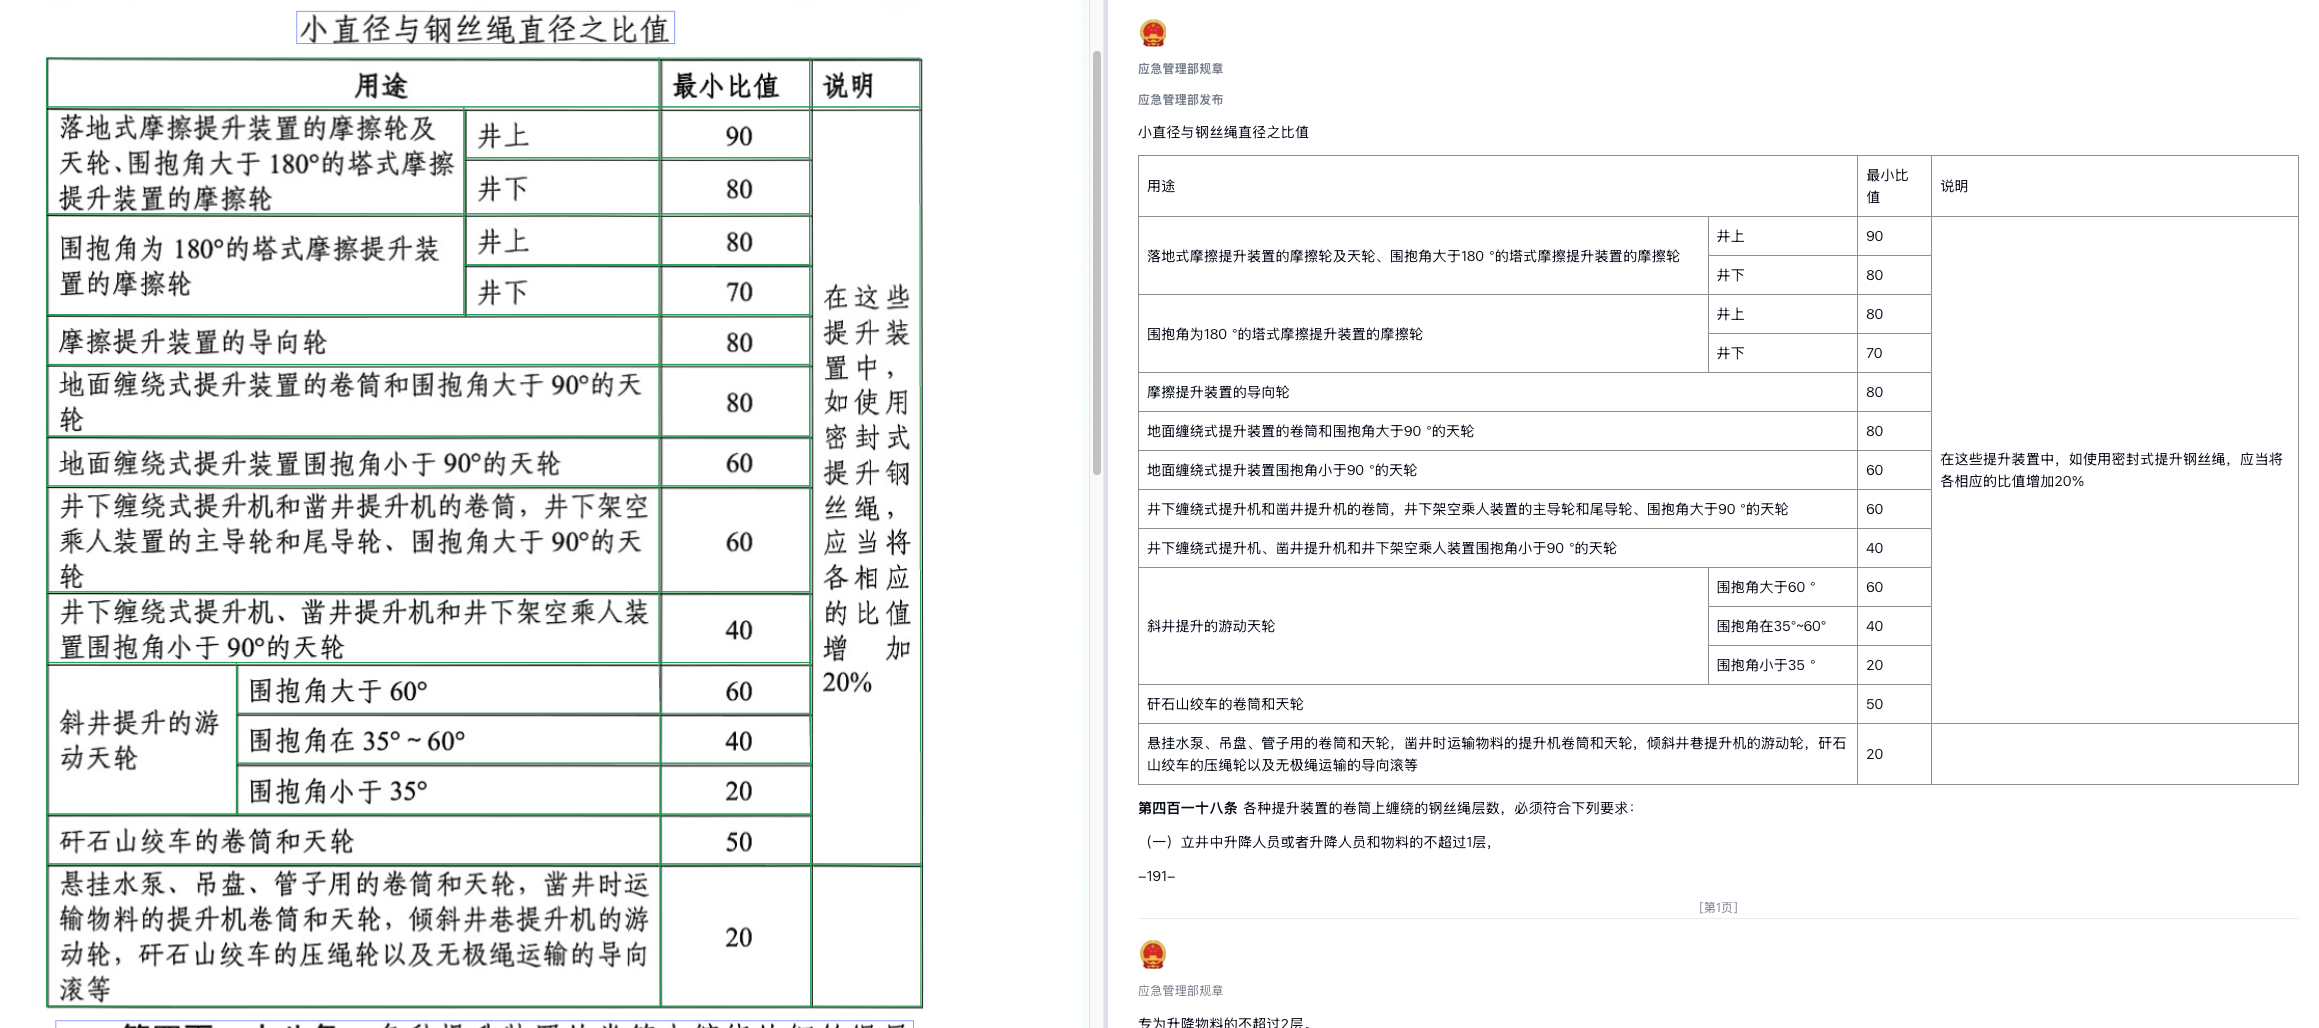 小直径与钢丝绳直径之比值
用途 最小比值 说明
落地式摩擦提升装置的摩擦轮及
天轮、围抱角大于 180°的塔式摩擦
提升装置的摩擦轮
井上 90
井下 80
围抱角为 180°的塔式摩擦提升装
置的摩擦轮
井上 80
井下 70
摩擦提升装置的导向轮 80
地面缠绕式提升装置的卷筒和围抱角大于 90°的天
轮
80
地面缠绕式提升装置围抱角小于 90°的天轮 60
井下缠绕式提升机和凿井提升机的卷筒，井下架空
乘人装置的主导轮和尾导轮、围抱角大于 90°的天
轮
60
井下缠绕式提升机、凿井提升机和井下架空乘人装
置围抱角小于 90°的天轮
40
斜井提升的游
动天轮
围抱角大于 60° 60
围抱角在 35°~60° 40
围抱角小于 35° 20
矸石山绞车的卷筒和天轮 50
在这些
提升装
置中，
如使用
密封式
提升钢
丝绳，
应当将
各相应
的比值
增加
20%
悬挂水泵、吊盘、管子用的卷筒和天轮，凿井时运
输物料的提升机卷筒和天轮，倾斜井巷提升机的游
动轮，矸石山绞车的压绳轮以及无极绳运输的导向
滚等
20
应急管理部规章
应急管理部发布
小直径与钢丝绳直径之比值
用途 最小比
值
说明
落地式摩擦提升装置的摩擦轮及天轮、围抱角大于180 °的塔式摩擦提升装置的摩擦轮
井上 90
井下 80
围抱角为180 °的塔式摩擦提升装置的摩擦轮
井上 80
井下 70
摩擦提升装置的导向轮 80
地面缠绕式提升装置的卷筒和围抱角大于90 °的天轮 80
地面缠绕式提升装置围抱角小于90 °的天轮 60
井下缠绕式提升机和凿井提升机的卷筒，井下架空乘人装置的主导轮和尾导轮、围抱角大于90 °的天轮 60
井下缠绕式提升机、凿井提升机和井下架空乘人装置围抱角小于90 °的天轮 40
斜井提升的游动天轮
围抱角大于60 ° 60
围抱角在35°~60° 40
围抱角小于35 ° 20
矸石山绞车的卷筒和天轮 50
在这些提升装置中，如使用密封式提升钢丝绳，应当将
各相应的比值增加20%
悬挂水泵、吊盘、管子用的卷筒和天轮，凿井时运输物料的提升机卷筒和天轮，倾斜井巷提升机的游动轮，矸石
山绞车的压绳轮以及无极绳运输的导向滚等
20
第四百一十八条 各种提升装置的卷筒上缠绕的钢丝绳层数，必须符合下列要求：
（一）立井中升降人员或者升降人员和物料的不超过1层，
–191–
[第1页]
应急管理部规章
专为升降物料的不超过2层。